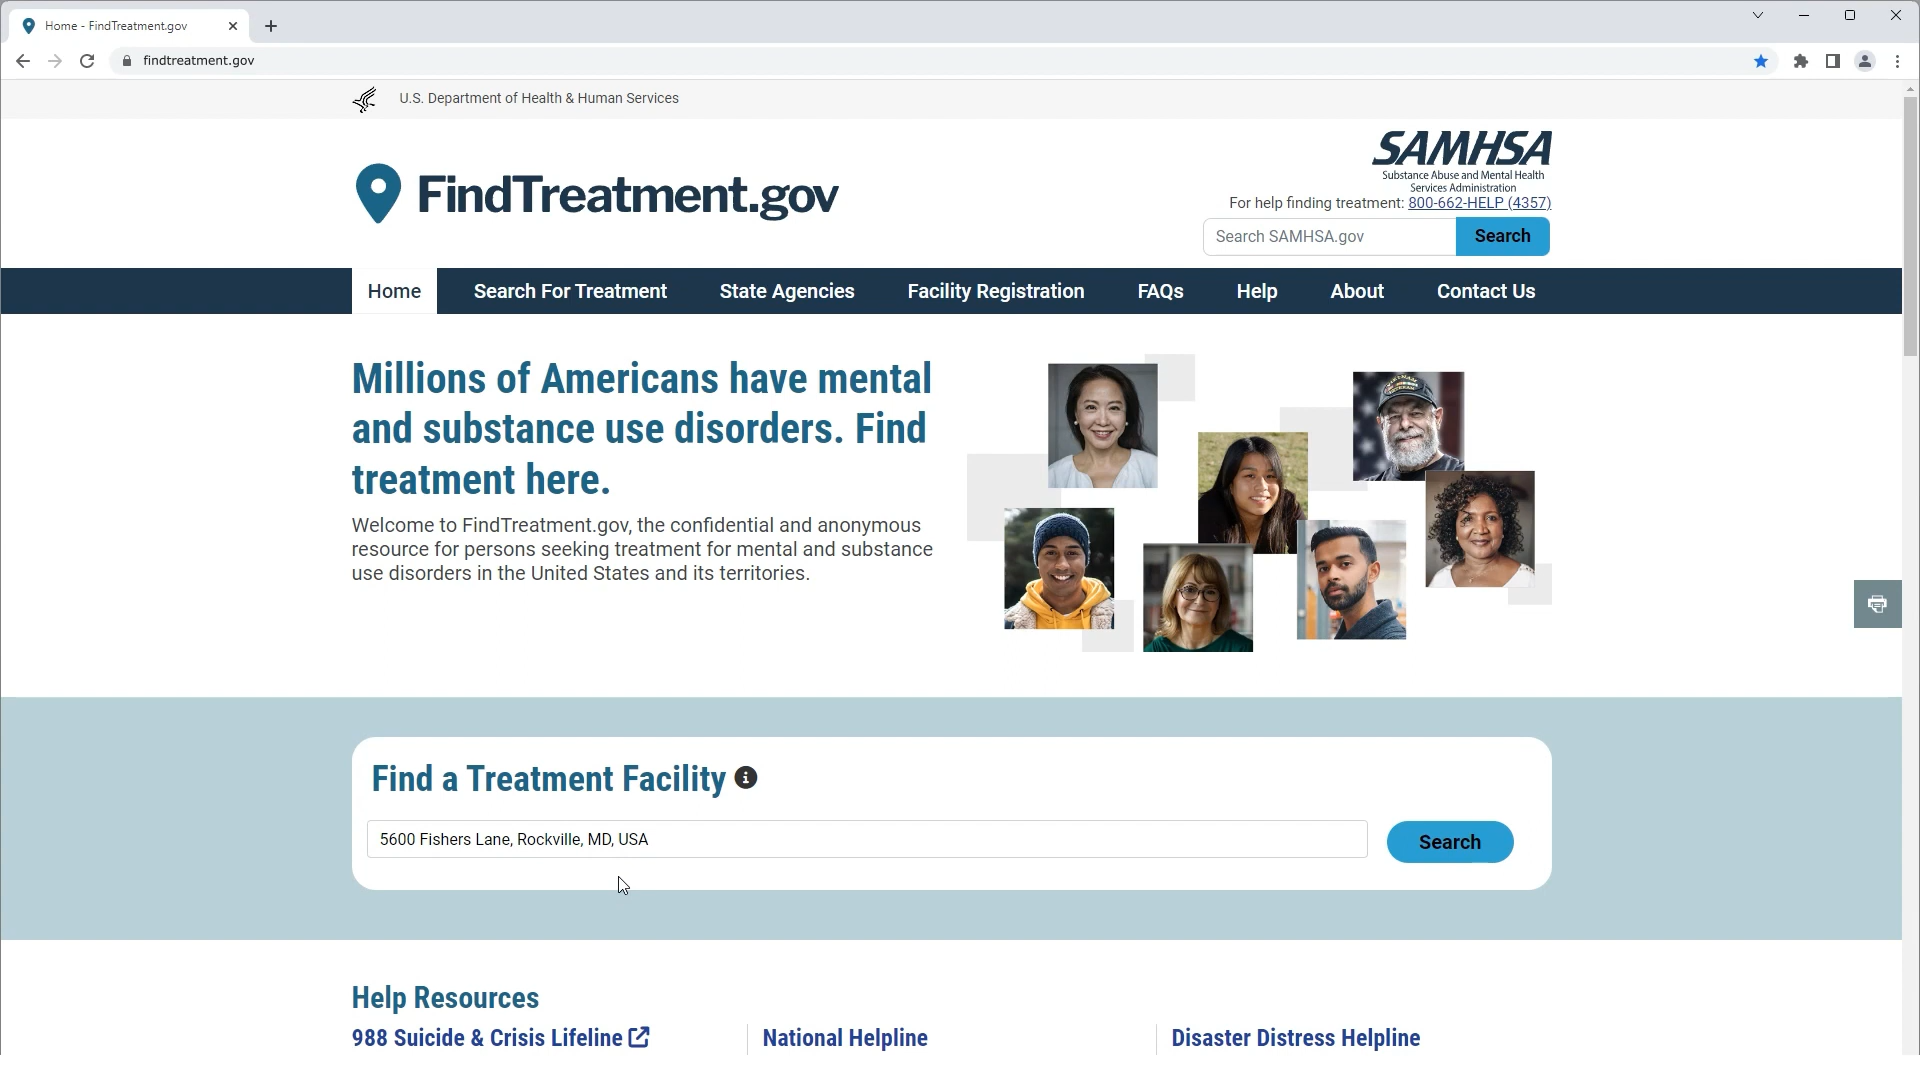 Home - FindTreatment.gov
findtreatment.gov
U.S. Department of Health & Human Services
FindTreatment.gov
SAMHSA
Substance Abuse and Mental Health
Services Administration
For help finding treatment: 800-662-HELP (4357)
Search SAMHSA.gov
Search
Home
Search For Treatment
State Agencies
Facility Registration
FAQs
Help
About
Contact Us
Millions of Americans have mental
and substance use disorders. Find
treatment here.
Welcome to FindTreatment.gov, the confidential and anonymous
resource for persons seeking treatment for mental and substance
use disorders in the United States and its territories.
Find a Treatment Facility
5600 Fishers Lane, Rockville, MD, USA
Search
Help Resources
988 Suicide & Crisis Lifeline
National Helpline
Disaster Distress Helpline